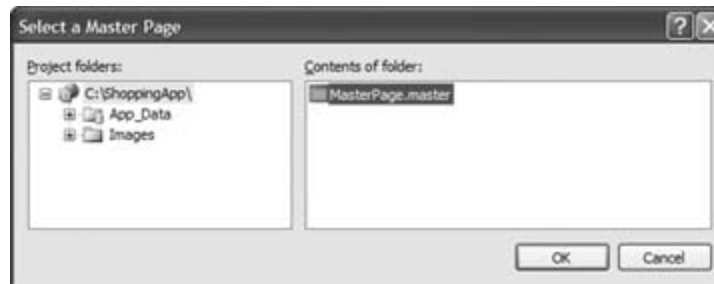 Select a Master Page
Project folders:
Contents of folder:
C:\ShoppingApp\
App_Data
Images
MasterPage.master
OK
Cancel